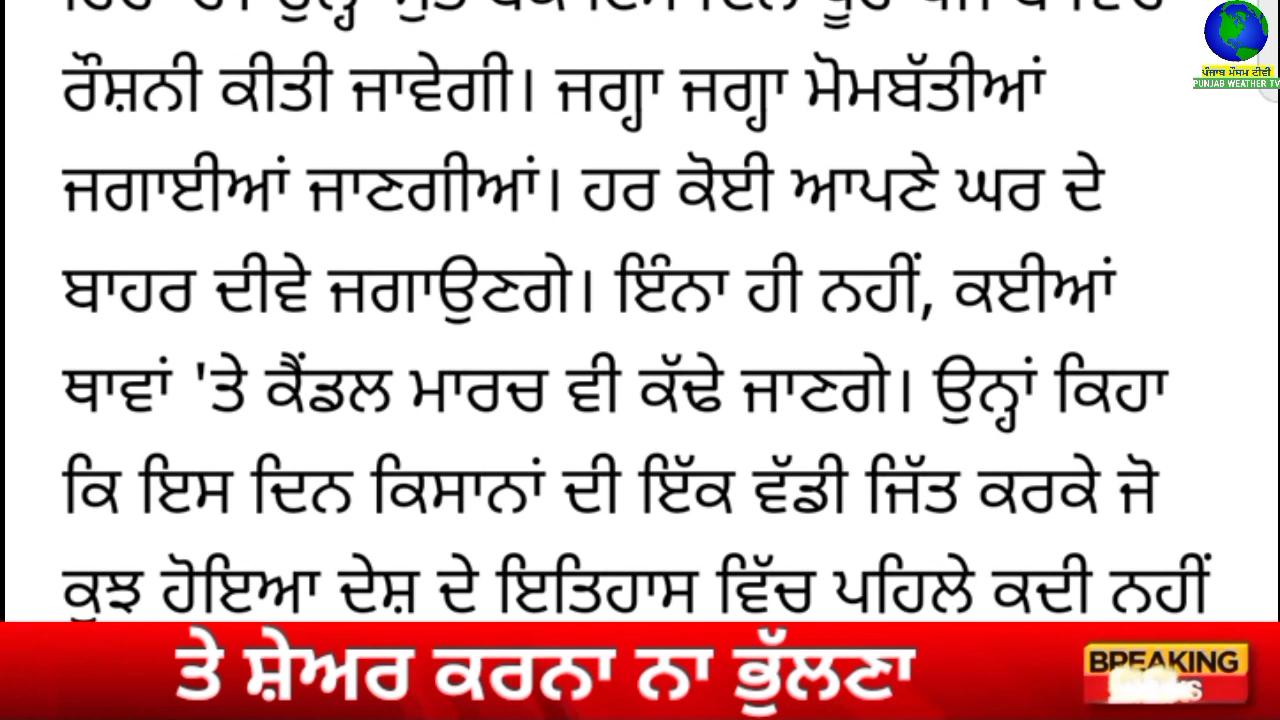 ਰੌਸ਼ਨੀ ਕੀਤੀ ਜਾਵੇਗੀ। ਜਗ੍ਹਾ ਜਗ੍ਹਾ ਮੋਮਬੱਤੀਆਂ
ਜਗਾਈਆਂ ਜਾਣਗੀਆਂ। ਹਰ ਕੋਈ ਆਪਣੇ ਘਰ ਦੇ
ਬਾਹਰ ਦੀਵੇ ਜਗਾਉਣਗੇ। ਇੰਨਾ ਹੀ ਨਹੀਂ, ਕਈਆਂ
ਥਾਵਾਂ 'ਤੇ ਕੈਂਡਲ ਮਾਰਚ ਵੀ ਕੱਢੇ ਜਾਣਗੇ। ਉਨ੍ਹਾਂ ਕਿਹਾ
ਕਿ ਇਸ ਦਿਨ ਕਿਸਾਨਾਂ ਦੀ ਇੱਕ ਵੱਡੀ ਜਿੱਤ ਕਰਕੇ ਜੋ
ਕੁਝ ਹੋਇਆ ਦੇਸ਼ ਦੇ ਇਤਿਹਾਸ ਵਿੱਚ ਪਹਿਲੇ ਕਦੀ ਨਹੀਂ
ਪੰਜਾਬ ਮੌਸਮ ਟੀਵੀ
PUNJAB WEATHER TV
ਤੇ ਸ਼ੇਅਰ ਕਰਨਾ ਨਾ ਭੁੱਲਣਾ
BREAKING